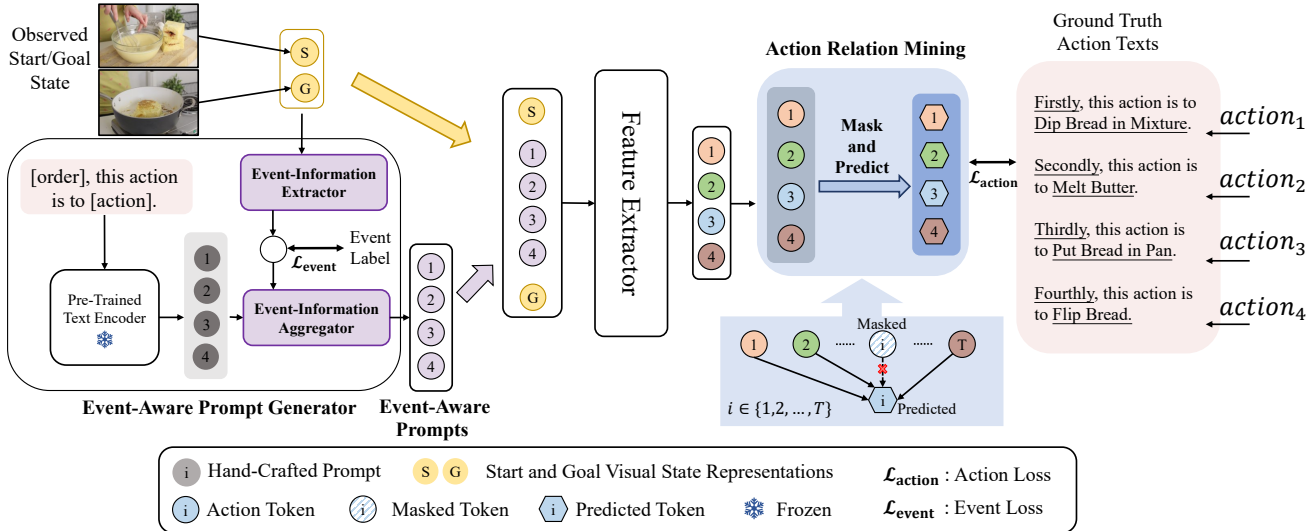 Observed
Start/Goal
State
S
G
[order], this action
is to [action].
Pre-Trained
Text Encoder
1
2
3
4
Event-Information
Extractor
ℒevent
Event
Label
Event-Information
Aggregator
Event-Aware Prompt Generator
1
2
3
4
Event-Aware
Prompts
S
1
2
3
4
G
Feature Extractor
1
2
3
4
Action Relation Mining
1
2
3
4
Mask
and
Predict
1
2
3
4
Masked
1
2
......
i
......
T
i
Predicted
i ∈ {1,2, ... , T}
ℒaction
Ground Truth
Action Texts
Firstly, this action is to
Dip Bread in Mixture.
Secondly, this action
is to Melt Butter.
Thirdly, this action is
to Put Bread in Pan.
Fourthly, this action is
to Flip Bread.
action1
action2
action3
action4
i Hand-Crafted Prompt
S G Start and Goal Visual State Representations
ℒaction : Action Loss
i Action Token
i Masked Token
i Predicted Token
Frozen
ℒevent : Event Loss